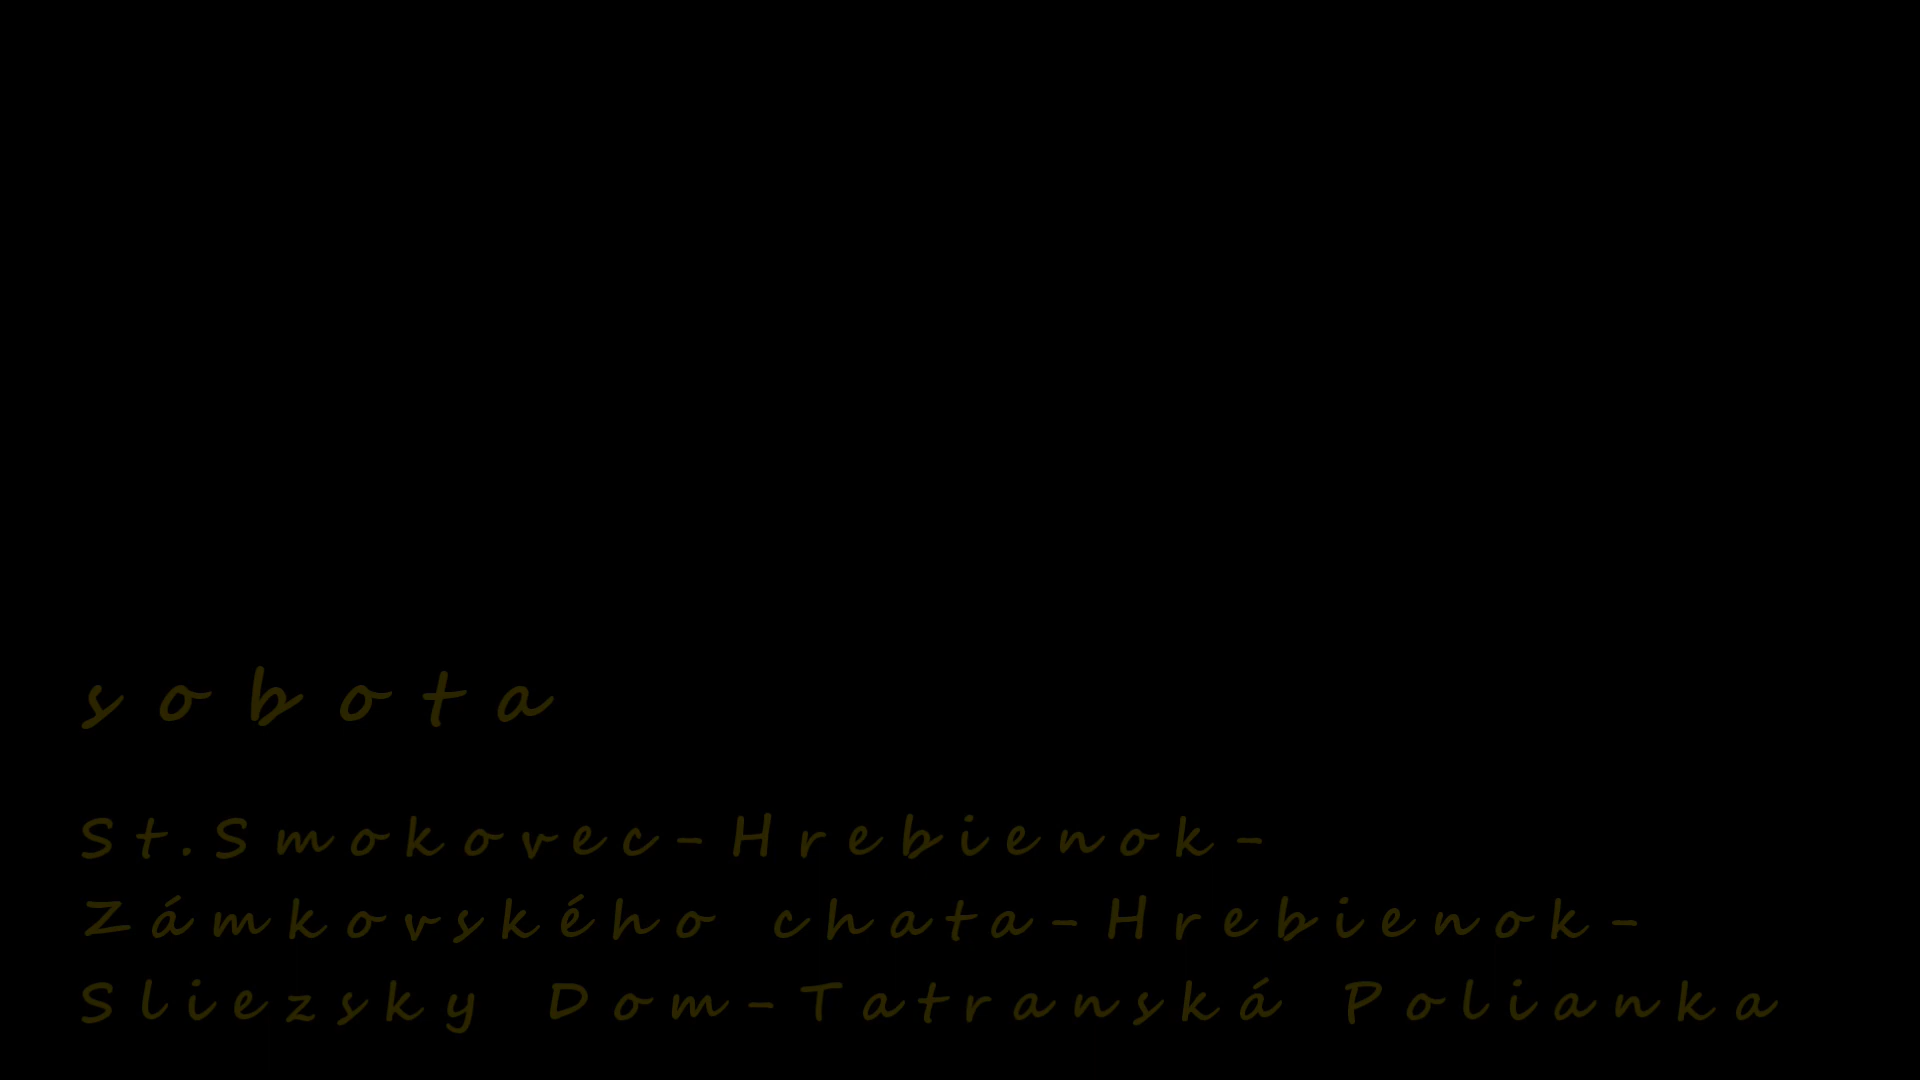 sobota
St.Smokovec-Hrebienok-
Zámkovského chata-Hrebienok-
Sliezsky Dom-Tatranská Polianka